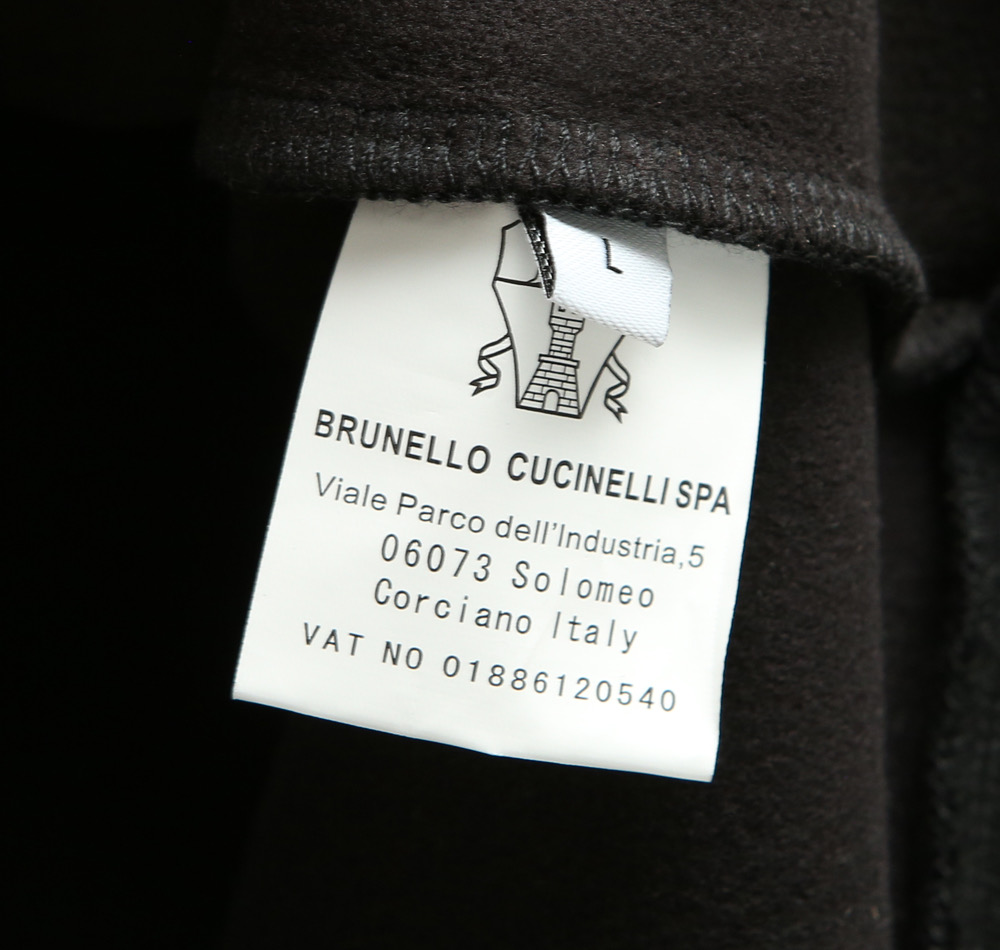 L
BRUNELLO CUCINELLI SPA
Viale Parco dell'Industria,5
06073 Solomeo
Corciano Italy
VAT NO 01886120540